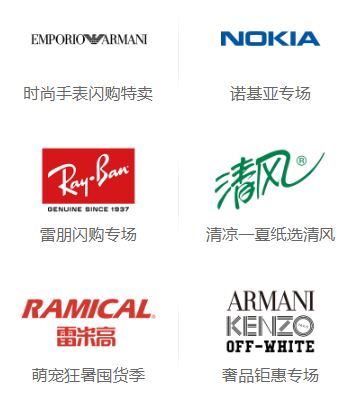 EMPORIO ARMANI
NOKIA
时尚手表闪购特卖
诺基亚专场
Ray-Ban
GENUINE SINCE 1937
清风®
雷朋闪购专场
清凉一夏纸选清风
RAMICAL®
雷米高
ARMANI
KENZO
OFF-WHITE
萌宠狂暑囤货季
奢品钜惠专场